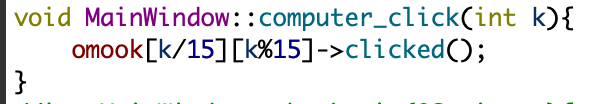 void MainWindow::computer_click(int k){
    omook[k/15][k%15]->clicked();
}